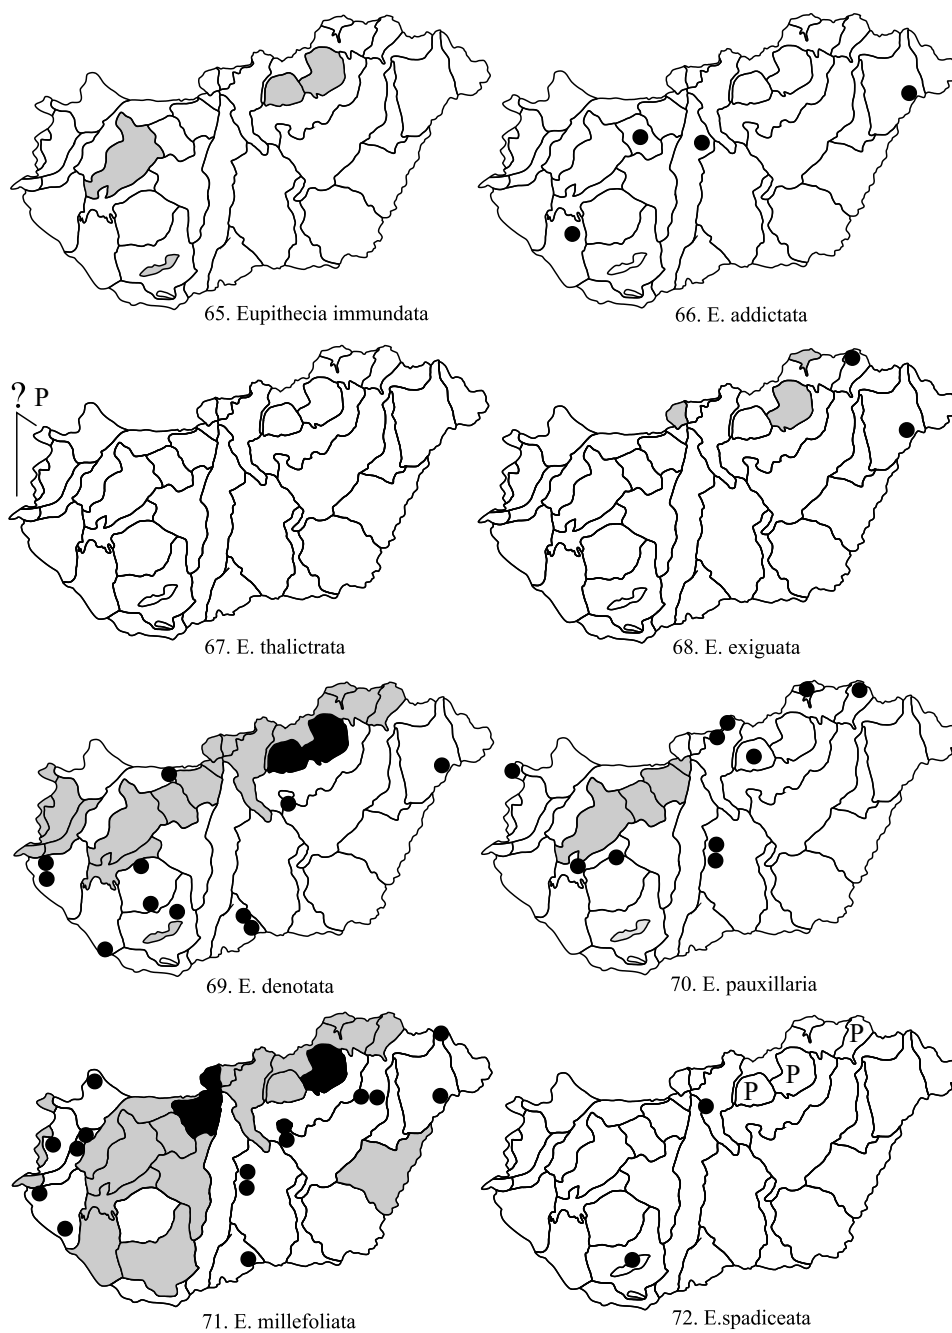 65. Eupithecia immundata
66. E. addictata
? P
67. E. thalictrata
68. E. exiguata
69. E. denotata
70. E. pauxillaria
71. E. millefoliata
P
P
P
72. E.spadiceata